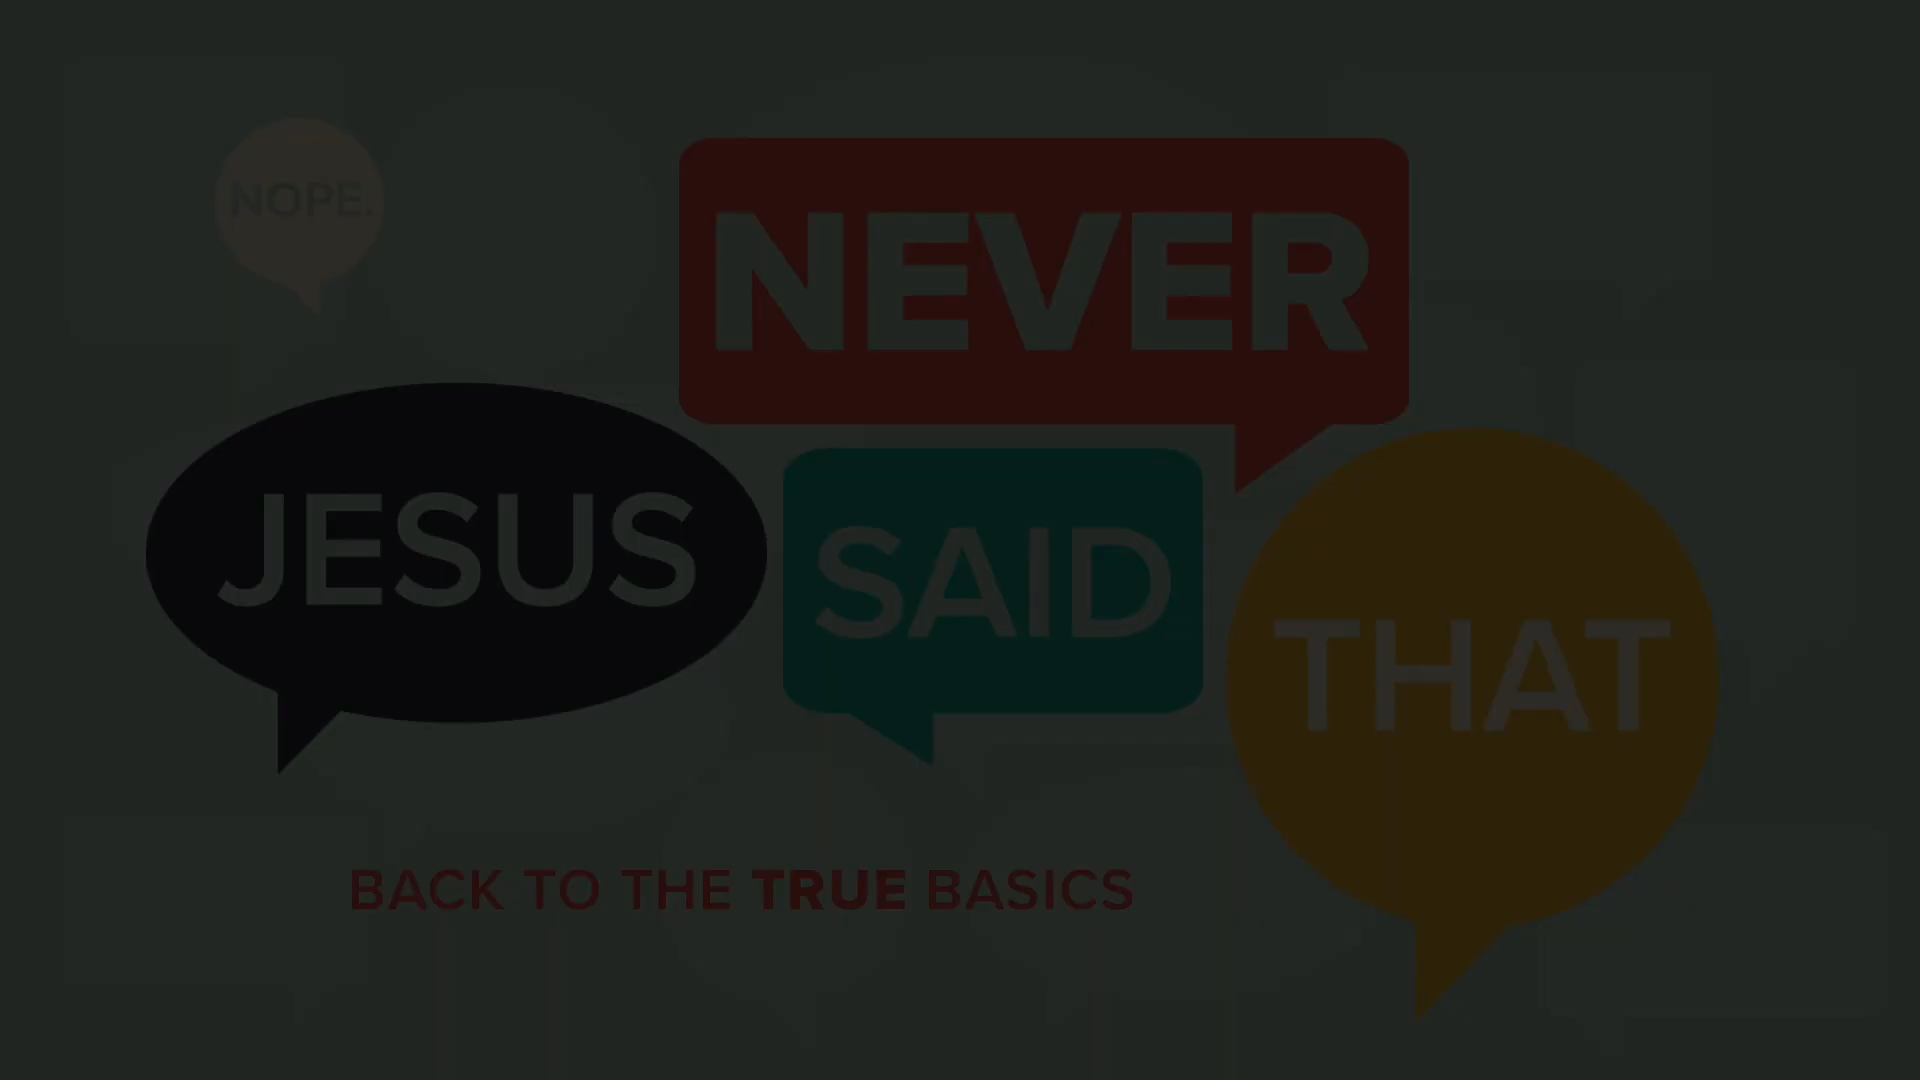 NOPE.
JESUS
NEVER
SAID
THAT
BACK TO THE TRUE BASICS